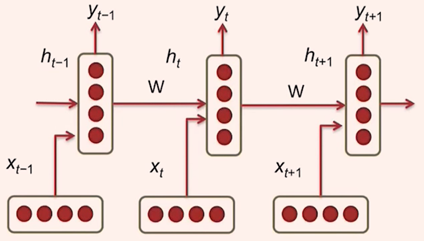 y_{t−1} y_t y_{t+1}
h_{t−1} h_t h_{t+1}
W W
x_{t−1} x_t x_{t+1}